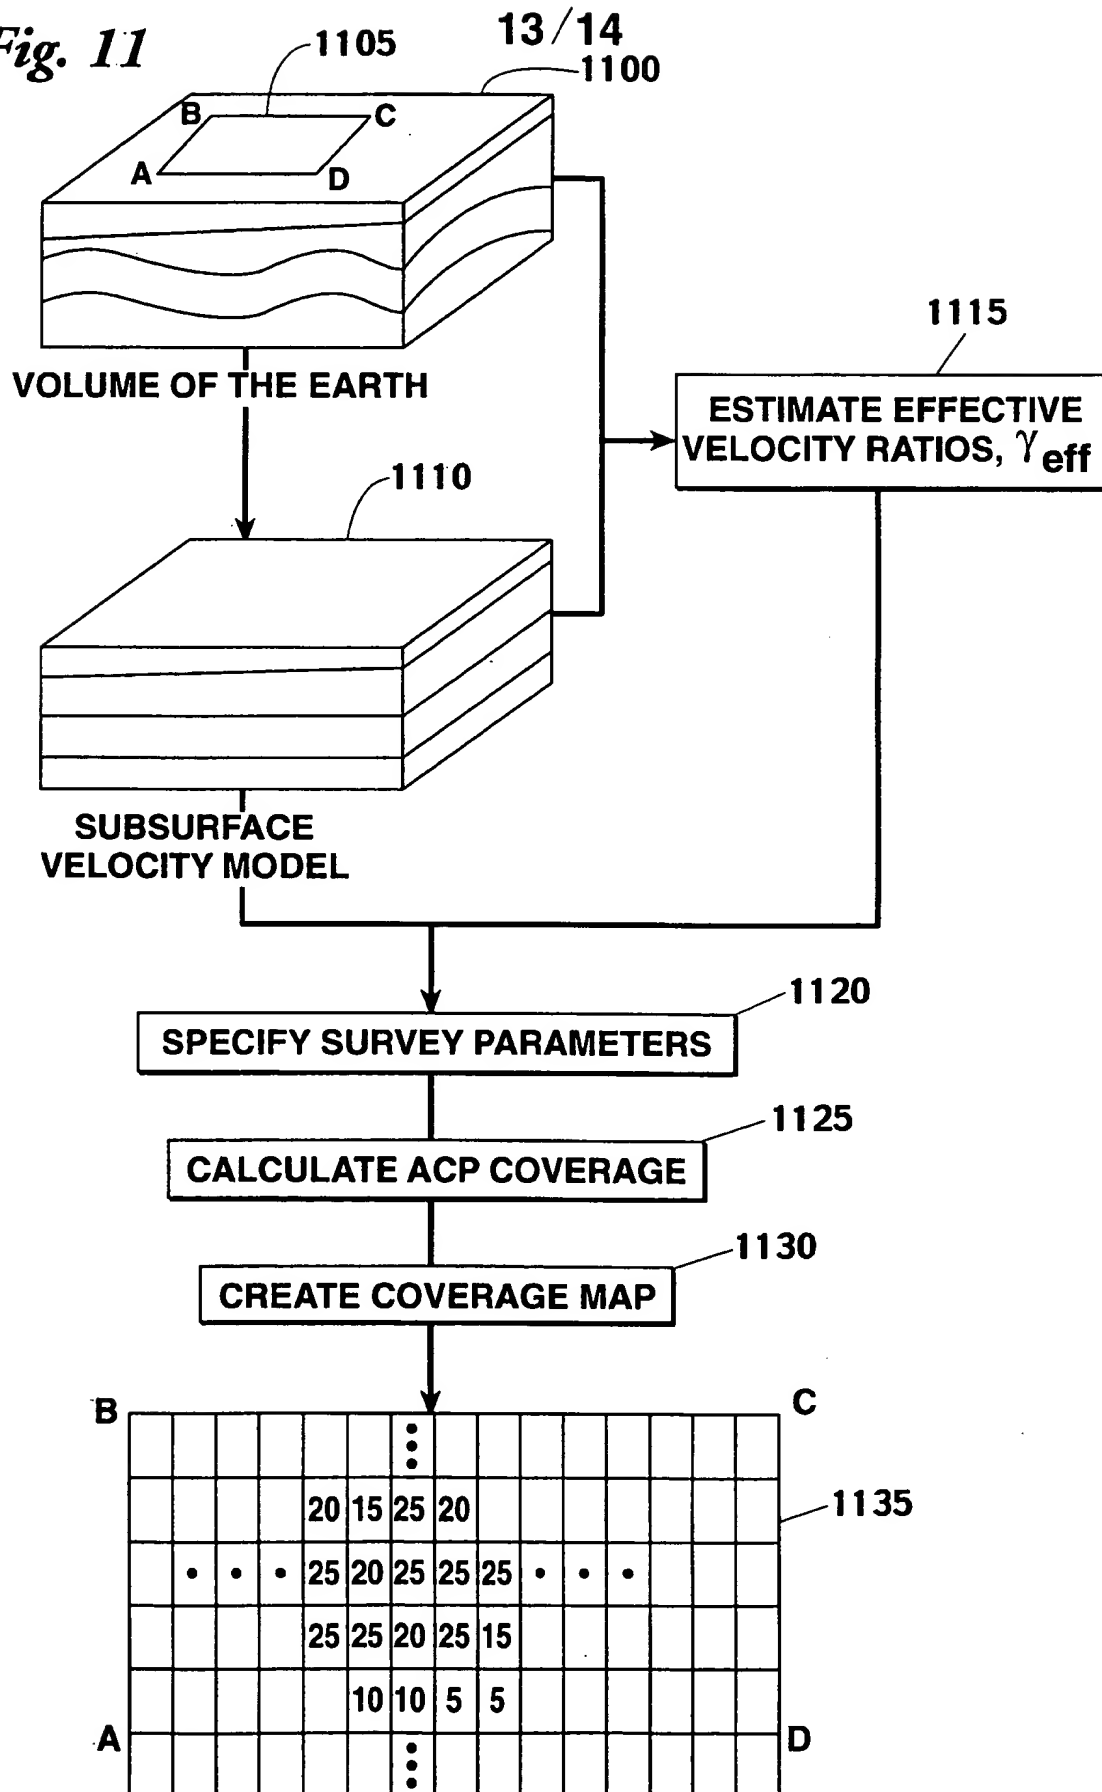 Fig. 11
13/14
1105
1100
B
C
A
D
VOLUME OF THE EARTH
1115
ESTIMATE EFFECTIVE
VELOCITY RATIOS, γeff
1110
SUBSURFACE
VELOCITY MODEL
1120
SPECIFY SURVEY PARAMETERS
1125
CALCULATE ACP COVERAGE
1130
CREATE COVERAGE MAP
B
C
20 15 25 20
1135
25 20 25 25 25
25 25 20 25 15
10 10 5 5
A
D